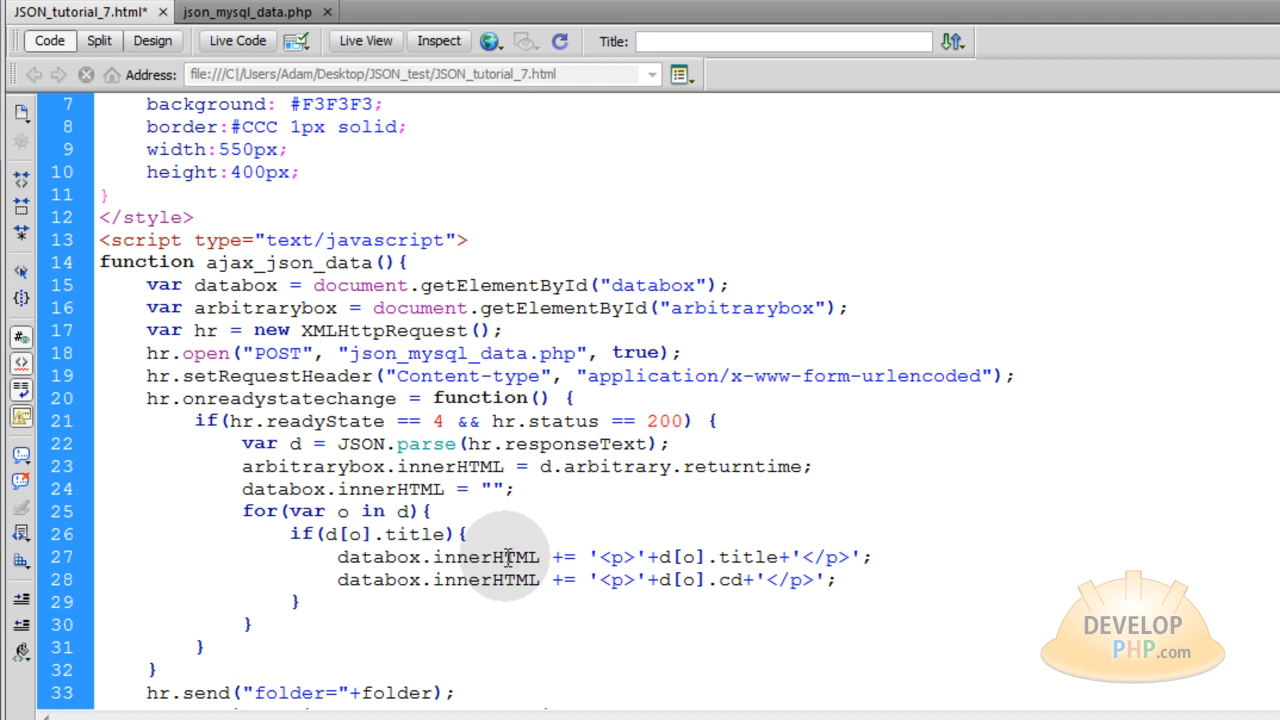 JSON_tutorial_7.html* × json_mysql_data.php ×
Code Split Design Live Code Live View Inspect Title:
Address: file:///C|/Users/Adam/Desktop/JSON_test/JSON_tutorial_7.html
7 background: #F3F3F3;
8 border:#CCC 1px solid;
9 width:550px;
10 height:400px;
11 }
12 </style>
13 <script type="text/javascript">
14 function ajax_json_data(){
15 var databox = document.getElementById("databox");
16 var arbitrarybox = document.getElementById("arbitrarybox");
17 var hr = new XMLHttpRequest();
18 hr.open("POST", "json_mysql_data.php", true);
19 hr.setRequestHeader("Content-type", "application/x-www-form-urlencoded");
20 hr.onreadystatechange = function() {
21 if(hr.readyState == 4 && hr.status == 200) {
22 var d = JSON.parse(hr.responseText);
23 arbitrarybox.innerHTML = d.arbitrary.returntime;
24 databox.innerHTML = "";
25 for(var o in d){
26 if(d[o].title){
27 databox.innerHTML += '<p>'+d[o].title+'</p>';
28 databox.innerHTML += '<p>'+d[o].cd+'</p>';
29 }
30 }
31 }
32 }
33 hr.send("folder="+folder);
DEVELOP
PHP.com